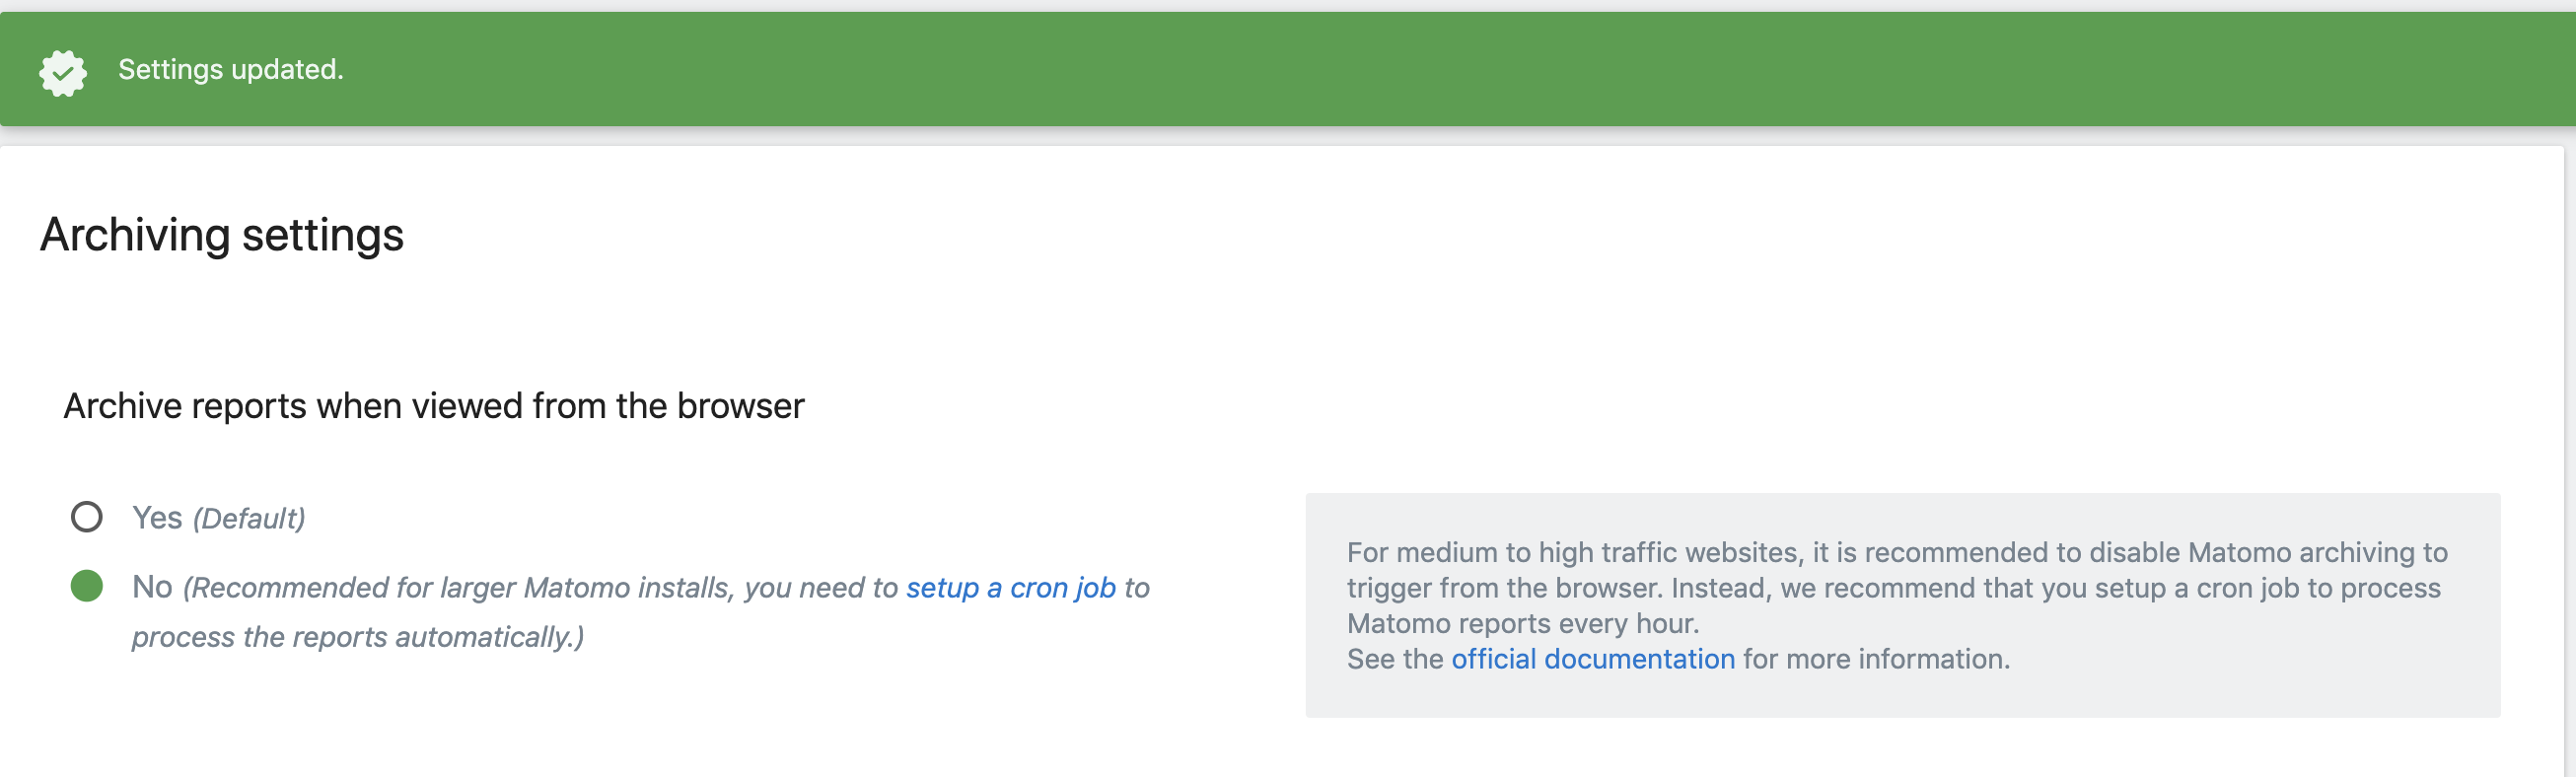 Settings updated.
Archiving settings
Archive reports when viewed from the browser
Yes (Default)
No (Recommended for larger Matomo installs, you need to setup a cron job to
process the reports automatically.)
For medium to high traffic websites, it is recommended to disable Matomo archiving to
trigger from the browser. Instead, we recommend that you setup a cron job to process
Matomo reports every hour.
See the official documentation for more information.